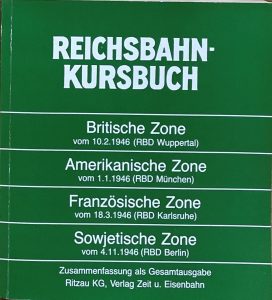 REICHSBAHN-
KURSBUCH
Britische Zone
vom 10.2.1946 (RBD Wuppertal)
Amerikanische Zone
vom 1.1.1946 (RBD München)
Französische Zone
vom 18.3.1946 (RBD Karlsruhe)
Sowjetische Zone
vom 4.11.1946 (RBD Berlin)
Zusammenfassung als Gesamtausgabe
Ritzau KG, Verlag Zeit u. Eisenbahn